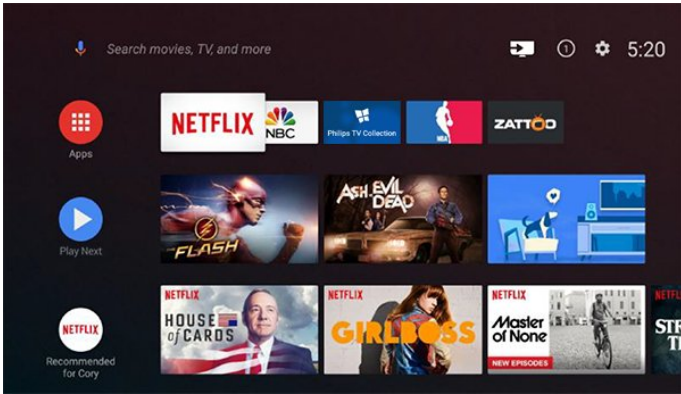 Search movies, TV, and more
1
5:20
Apps
NETFLIX
NBC
Philips TV Collection
NBA
ZATTOO
Play Next
THE FLASH
ASH VS EVIL DEAD
NETFLIX
Recommended
for Cory
NETFLIX
HOUSE
of CARDS
NETFLIX
GIRLBOSS
NETFLIX
Master
of None
NEW EPISODES